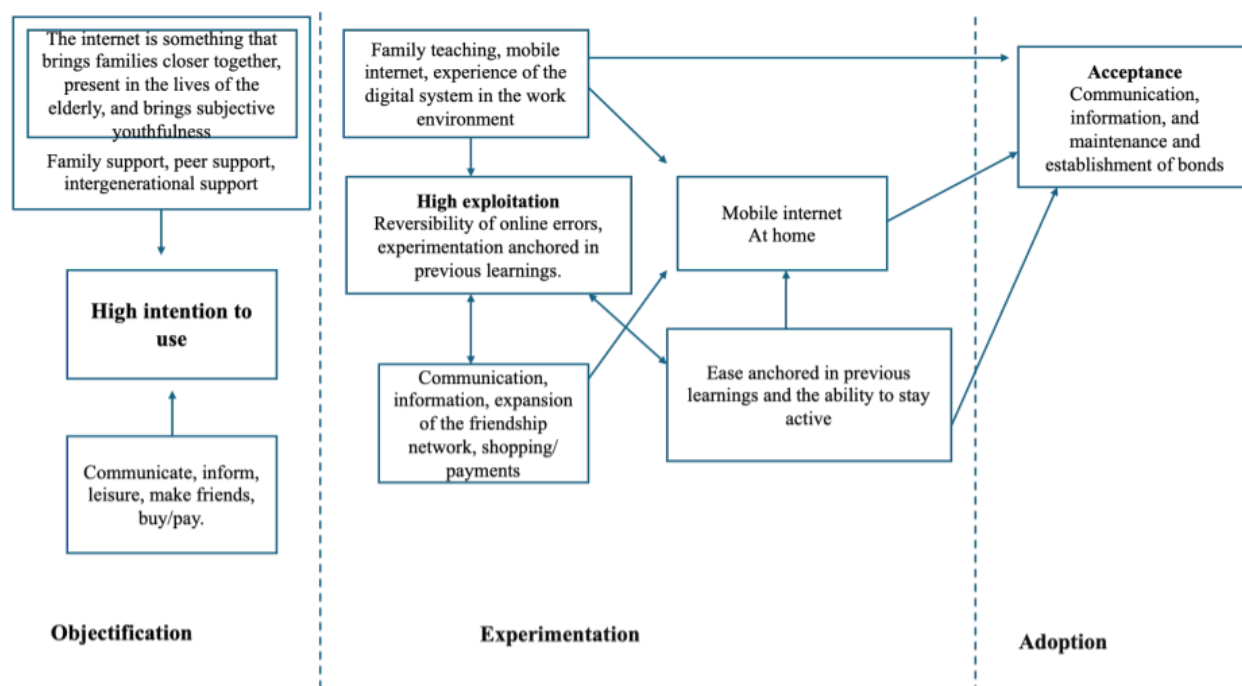 The internet is something that
brings families closer together,
present in the lives of the
elderly, and brings subjective
youthfulness
Family support, peer support,
intergenerational support
High intention to
use
Communicate, inform,
leisure, make friends,
buy/pay.
Objectification
Family teaching, mobile
internet, experience of the
digital system in the work
environment
High exploitation
Reversibility of online errors,
experimentation anchored in
previous learnings.
Mobile internet
At home
Communication,
information, expansion
of the friendship
network, shopping/
payments
Ease anchored in previous
learnings and the ability to stay
active
Experimentation
Acceptance
Communication,
information, and
maintenance and
establishment of bonds
Adoption